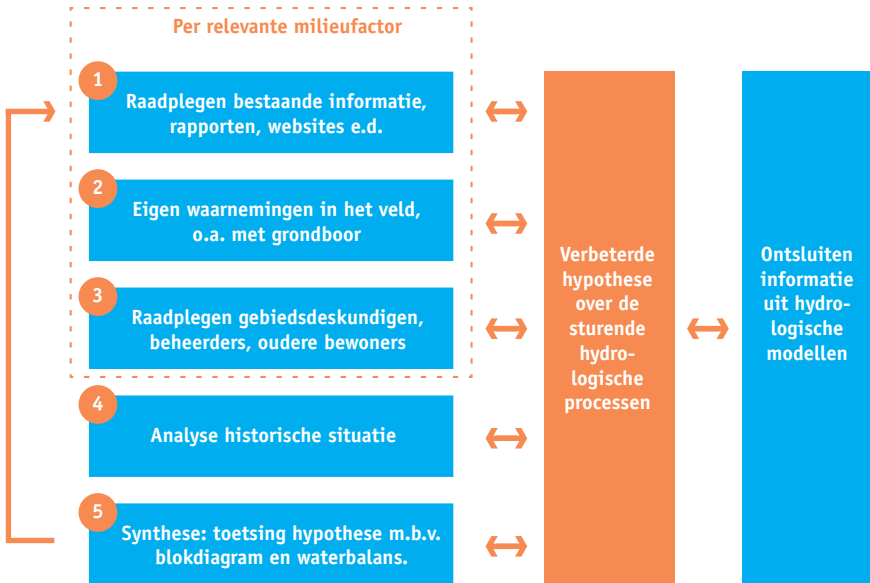 Per relevante milieufactor
1
Raadplegen bestaande informatie,
rapporten, websites e.d.
2
Eigen waarnemingen in het veld,
o.a. met grondboor
3
Raadplegen gebiedsdeskundigen,
beheerders, oudere bewoners
4
Analyse historische situatie
5
Synthese: toetsing hypothese m.b.v.
blokdiagram en waterbalans.
Verbeterde
hypothese
over de
sturende
hydro-
logische
processen
Ontsluiten
informatie
uit hydro-
logische
modellen